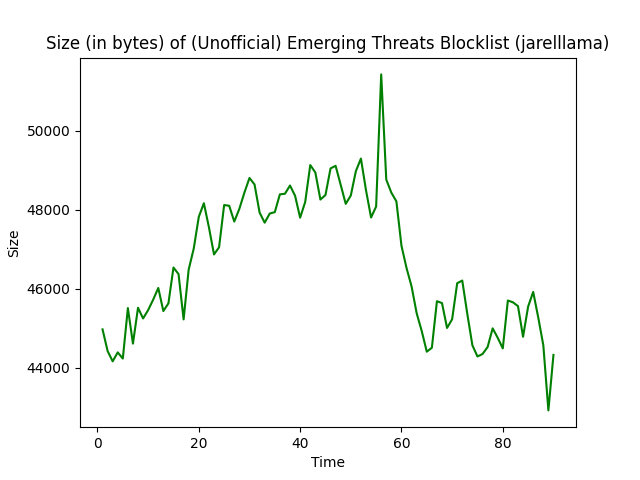 Size (in bytes) of (Unofficial) Emerging Threats Blocklist (jarelllama)
50000
48000
46000
44000
Size
0 20 40 60 80
Time